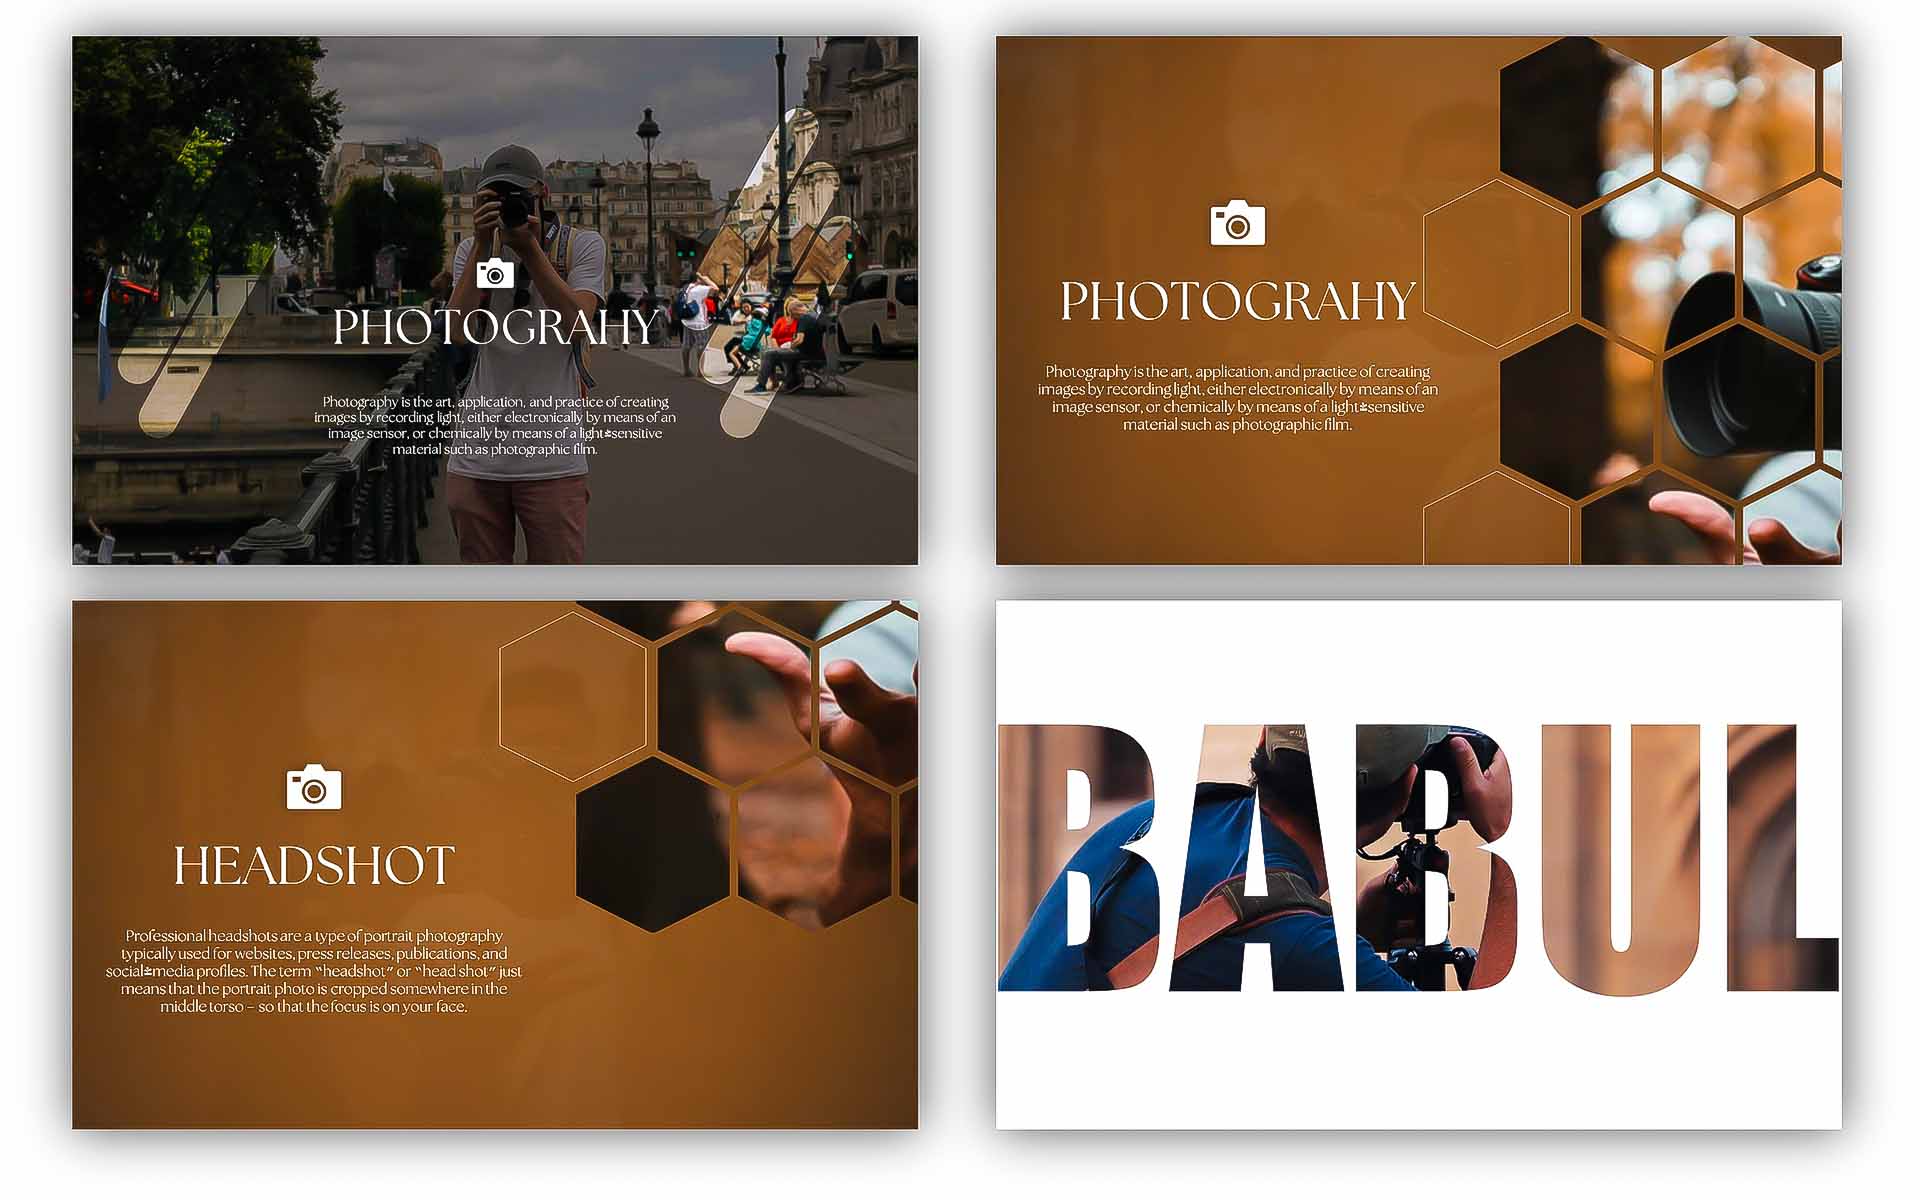 PHOTOGRAHY
Photography is the art, application, and practice of creating
images by recording light, either electronically by means of an
image sensor, or chemically by means of a light-sensitive
material such as photographic film.
PHOTOGRAHY
Photography is the art, application, and practice of creating
images by recording light, either electronically by means of an
image sensor, or chemically by means of a light-sensitive
material such as photographic film.
HEADSHOT
Professional headshots are a type of portrait photography
typically used for websites, press releases, publications, and
social-media profiles. The term "headshot" or "head shot" just
means that the portrait photo is cropped somewhere in the
middle torso – so that the focus is on your face.
BABUL